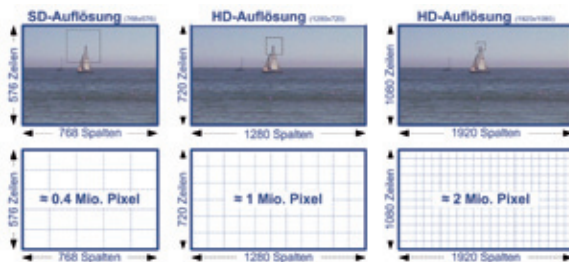 SD-Auflösung (768x576)
HD-Auflösung (1280x720)
HD-Auflösung (1920x1080)
576 Zeilen
720 Zeilen
1080 Zeilen
768 Spalten
1280 Spalten
1920 Spalten
576 Zeilen
≈ 0.4 Mio. Pixel
720 Zeilen
≈ 1 Mio. Pixel
1080 Zeilen
≈ 2 Mio. Pixel
768 Spalten
1280 Spalten
1920 Spalten